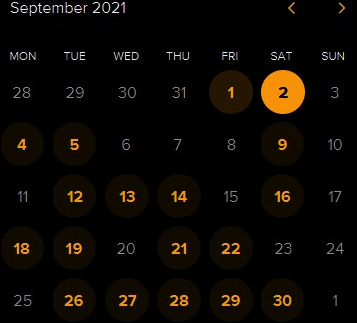 September 2021
MON TUE WED THU FRI SAT SUN
28 29 30 31 1 2 3
4 5 6 7 8 9 10
11 12 13 14 15 16 17
18 19 20 21 22 23 24
25 26 27 28 29 30 1